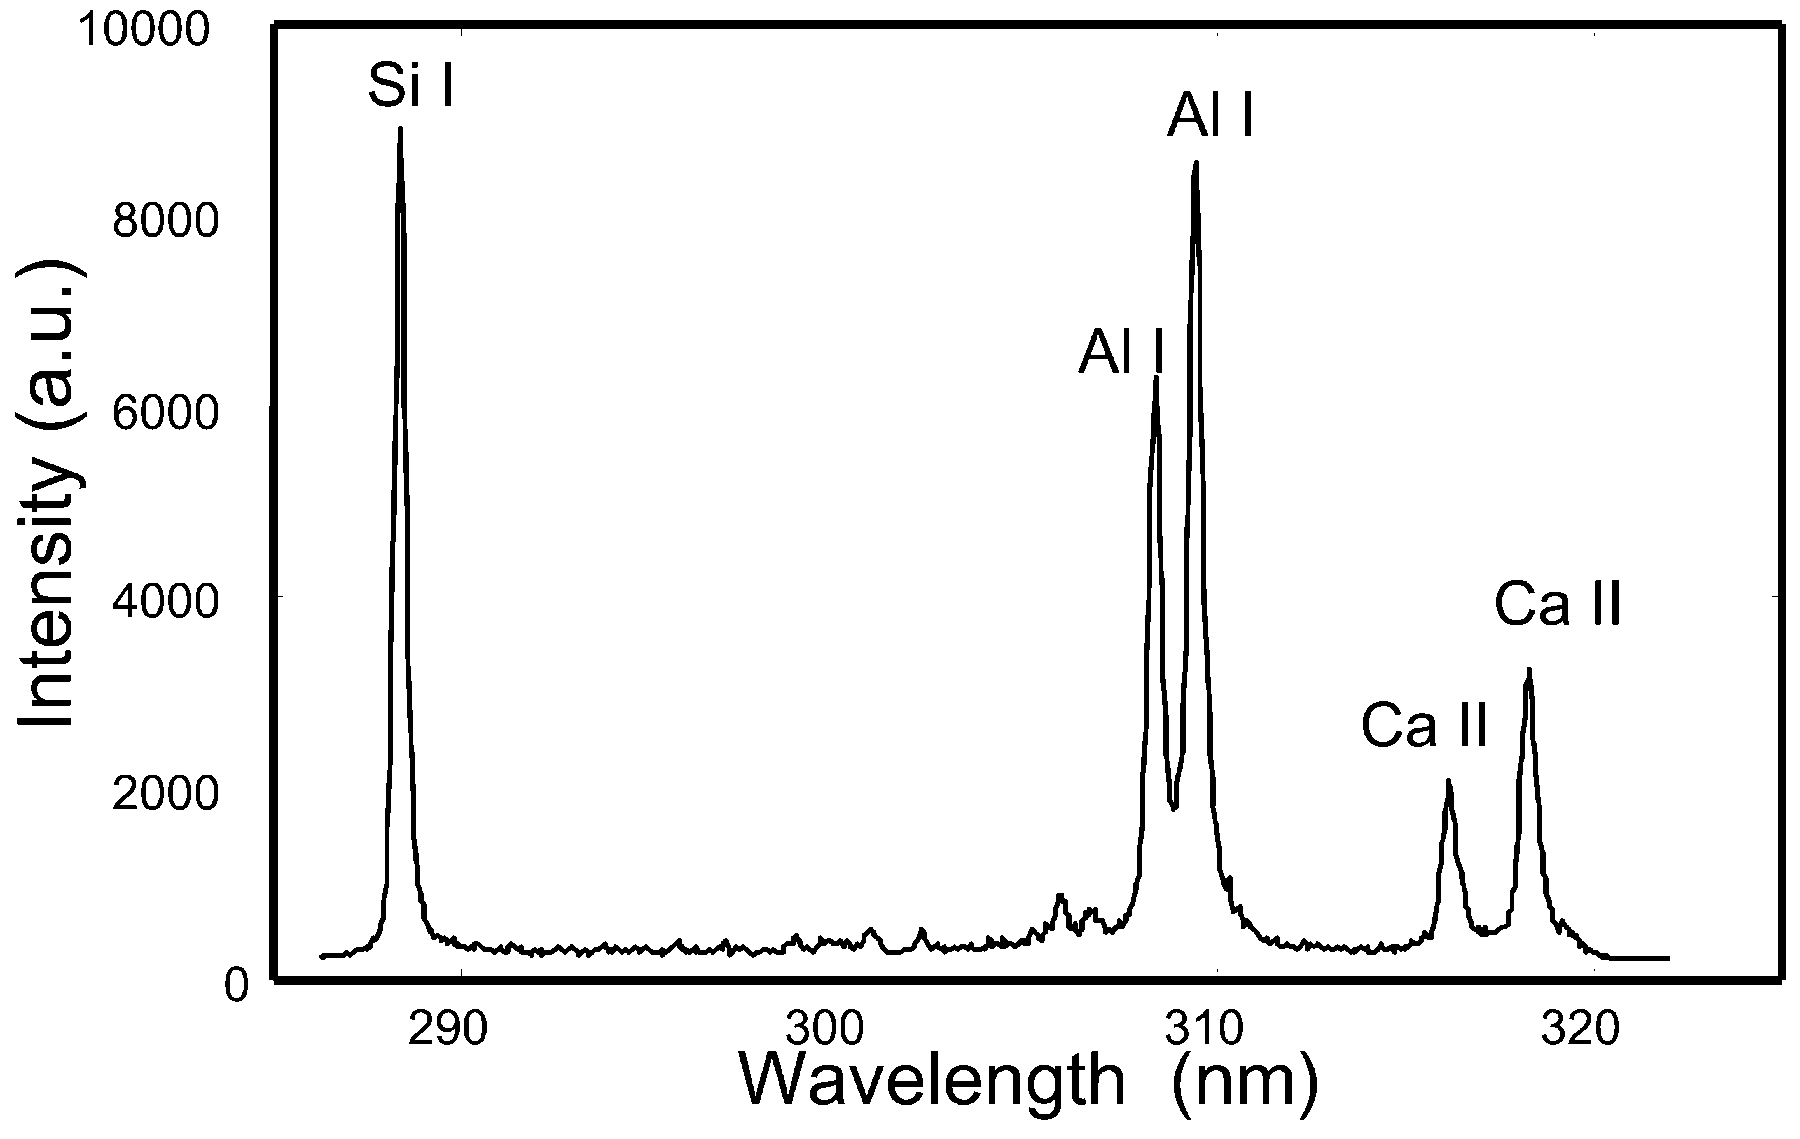 10000
Si I
Al I
8000
Al I
6000
4000
Ca II
Ca II
2000
0
290
300
310
320
Intensity (a.u.)
Wavelength (nm)